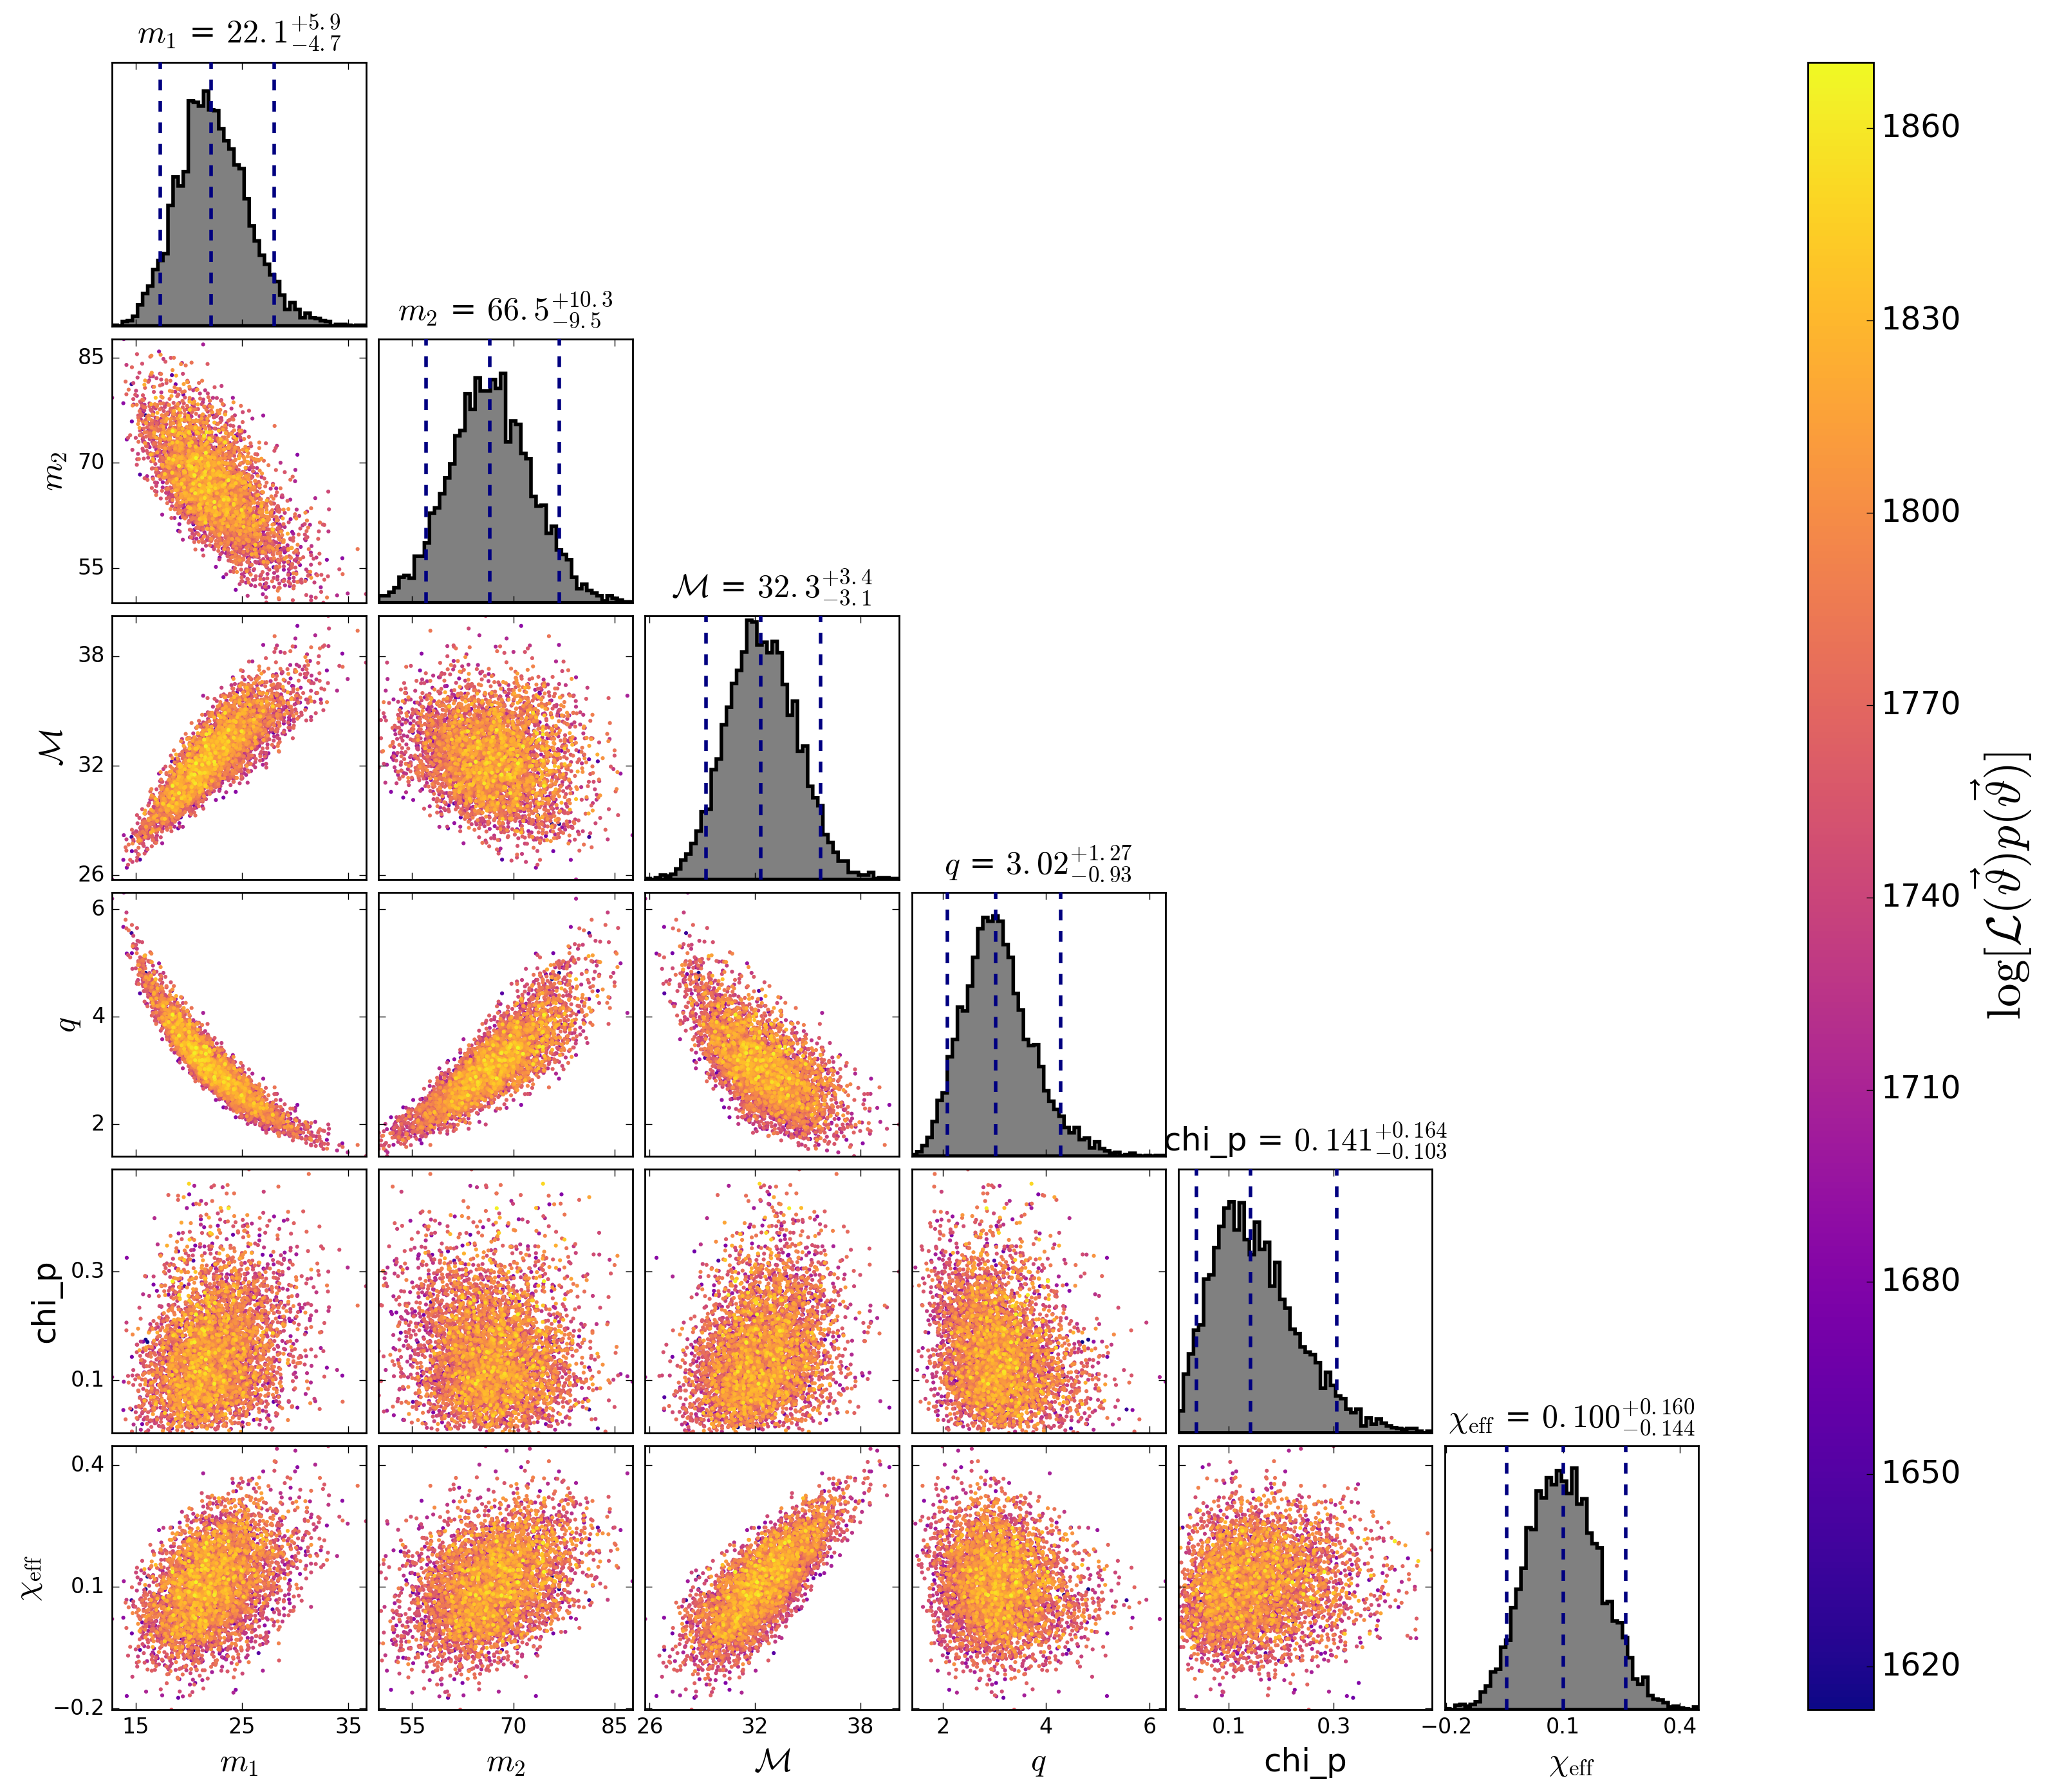 m₁ = 22.1 +5.9 −4.7
m₂ = 66.5 +10.3 −9.5
85
70
55
m₂
ℳ = 32.3 +3.4 −3.1
38
32
26
ℳ
q = 3.02 +1.27 −0.93
6
4
2
q
chi_p = 0.141 +0.164 −0.103
0.3
0.1
chi_p
χeff = 0.100 +0.160 −0.144
0.4
0.1
−0.2
χeff
15 25 35
55 70 85
26 32 38
2 4 6
0.1 0.3
−0.2 0.1 0.4
m₁
m₂
ℳ
q
chi_p
χeff
1860
1830
1800
1770
1740
1710
1680
1650
1620
log[ℒ(ϑ⃗)p(ϑ⃗)]